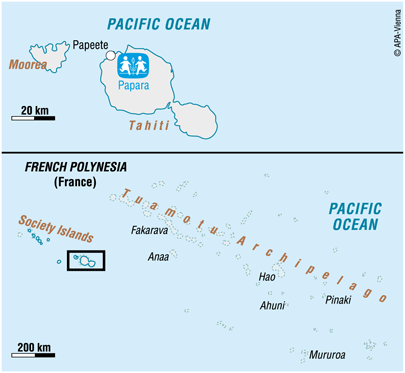 © APA-Vienna
PACIFIC OCEAN
Papeete
Moorea
Papara
20 km
Tahiti
FRENCH POLYNESIA
(France)
Tuamotu Archipelago
PACIFIC
OCEAN
Society Islands
Fakarava
Anaa
Hao
Pinaki
Ahuni
200 km
Mururoa